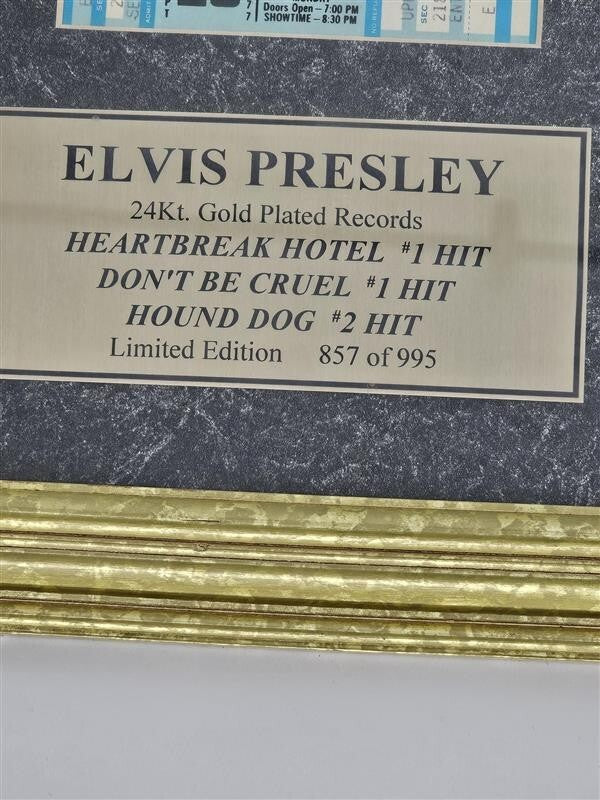 Doors Open – 7:00 PM
SHOWTIME – 8:30 PM
ELVIS PRESLEY
24Kt. Gold Plated Records
HEARTBREAK HOTEL #1 HIT
DON'T BE CRUEL #1 HIT
HOUND DOG #2 HIT
Limited Edition 857 of 995